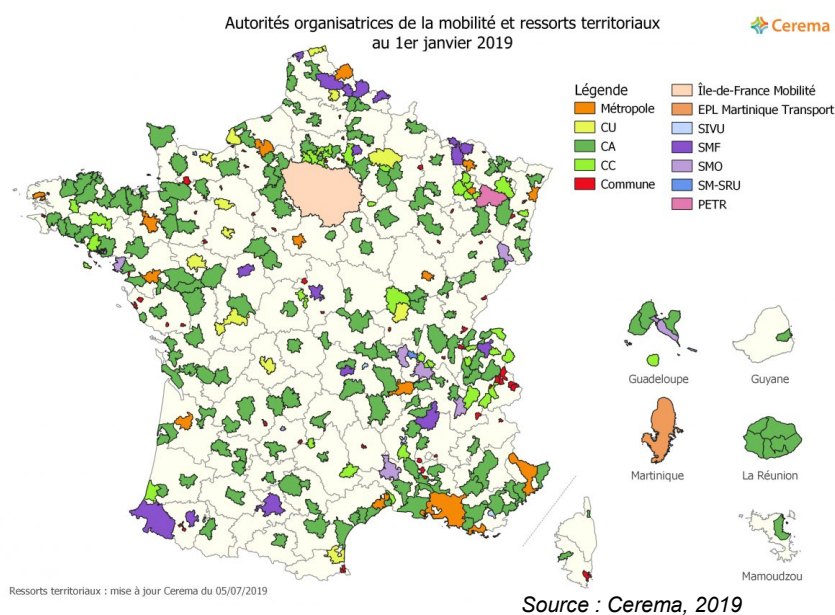 Autorités organisatrices de la mobilité et ressorts territoriaux
au 1er janvier 2019
Cerema
Légende
Métropole
CU
CA
CC
Commune
Île-de-France Mobilité
EPL Martinique Transport
SIVU
SMF
SMO
SM-SRU
PETR
Guadeloupe
Guyane
Martinique
La Réunion
Mamoudzou
Ressorts territoriaux : mise à jour Cerema du 05/07/2019
Source : Cerema, 2019